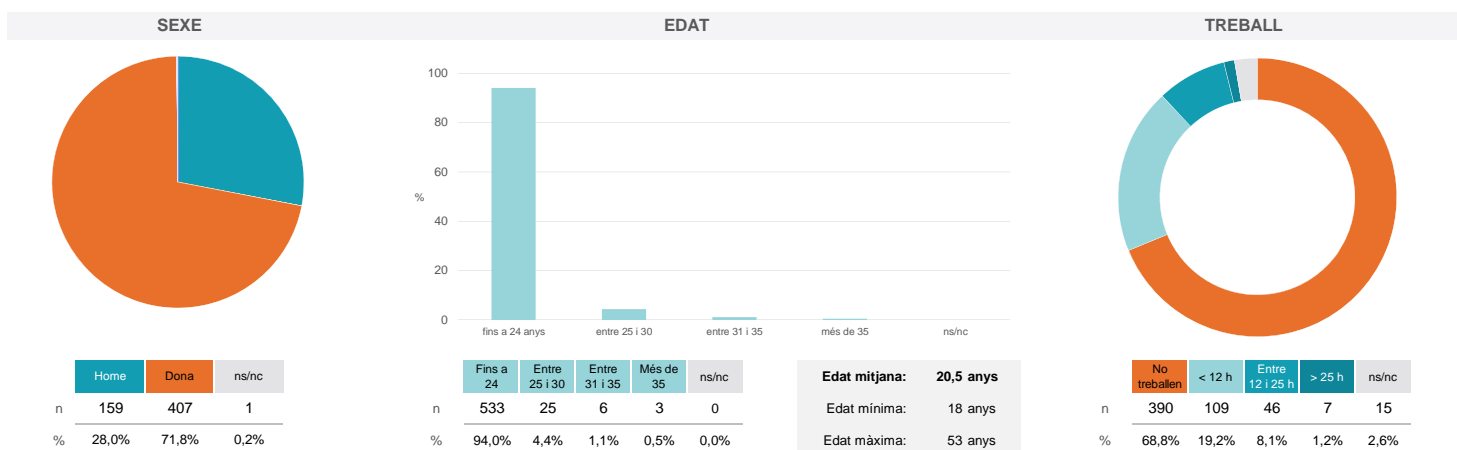 SEXE EDAT TREBALL
100
80
60
%
40
20
0
fins a 24 anys entre 25 i 30 entre 31 i 35 més de 35 ns/nc
Home Dona ns/nc
n 159 407 1
% 28,0% 71,8% 0,2%
Fins a 24 Entre 25 i 30 Entre 31 i 35 Més de 35 ns/nc
n 533 25 6 3 0
% 94,0% 4,4% 1,1% 0,5% 0,0%
Edat mitjana: 20,5 anys
Edat mínima: 18 anys
Edat màxima: 53 anys
No treballen < 12 h Entre 12 i 25 h > 25 h ns/nc
n 390 109 46 7 15
% 68,8% 19,2% 8,1% 1,2% 2,6%